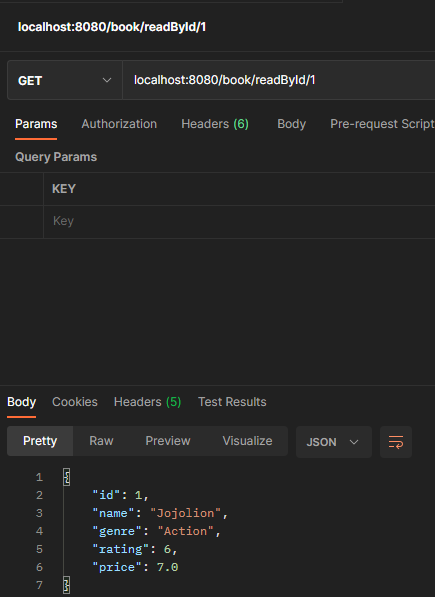 localhost:8080/book/readById/1
GET localhost:8080/book/readById/1
Params Authorization Headers (6) Body Pre-request Script
Query Params
KEY
Key
Body Cookies Headers (5) Test Results
Pretty Raw Preview Visualize JSON
1 {
2 "id": 1,
3 "name": "Jojolion",
4 "genre": "Action",
5 "rating": 6,
6 "price": 7.0
7 }